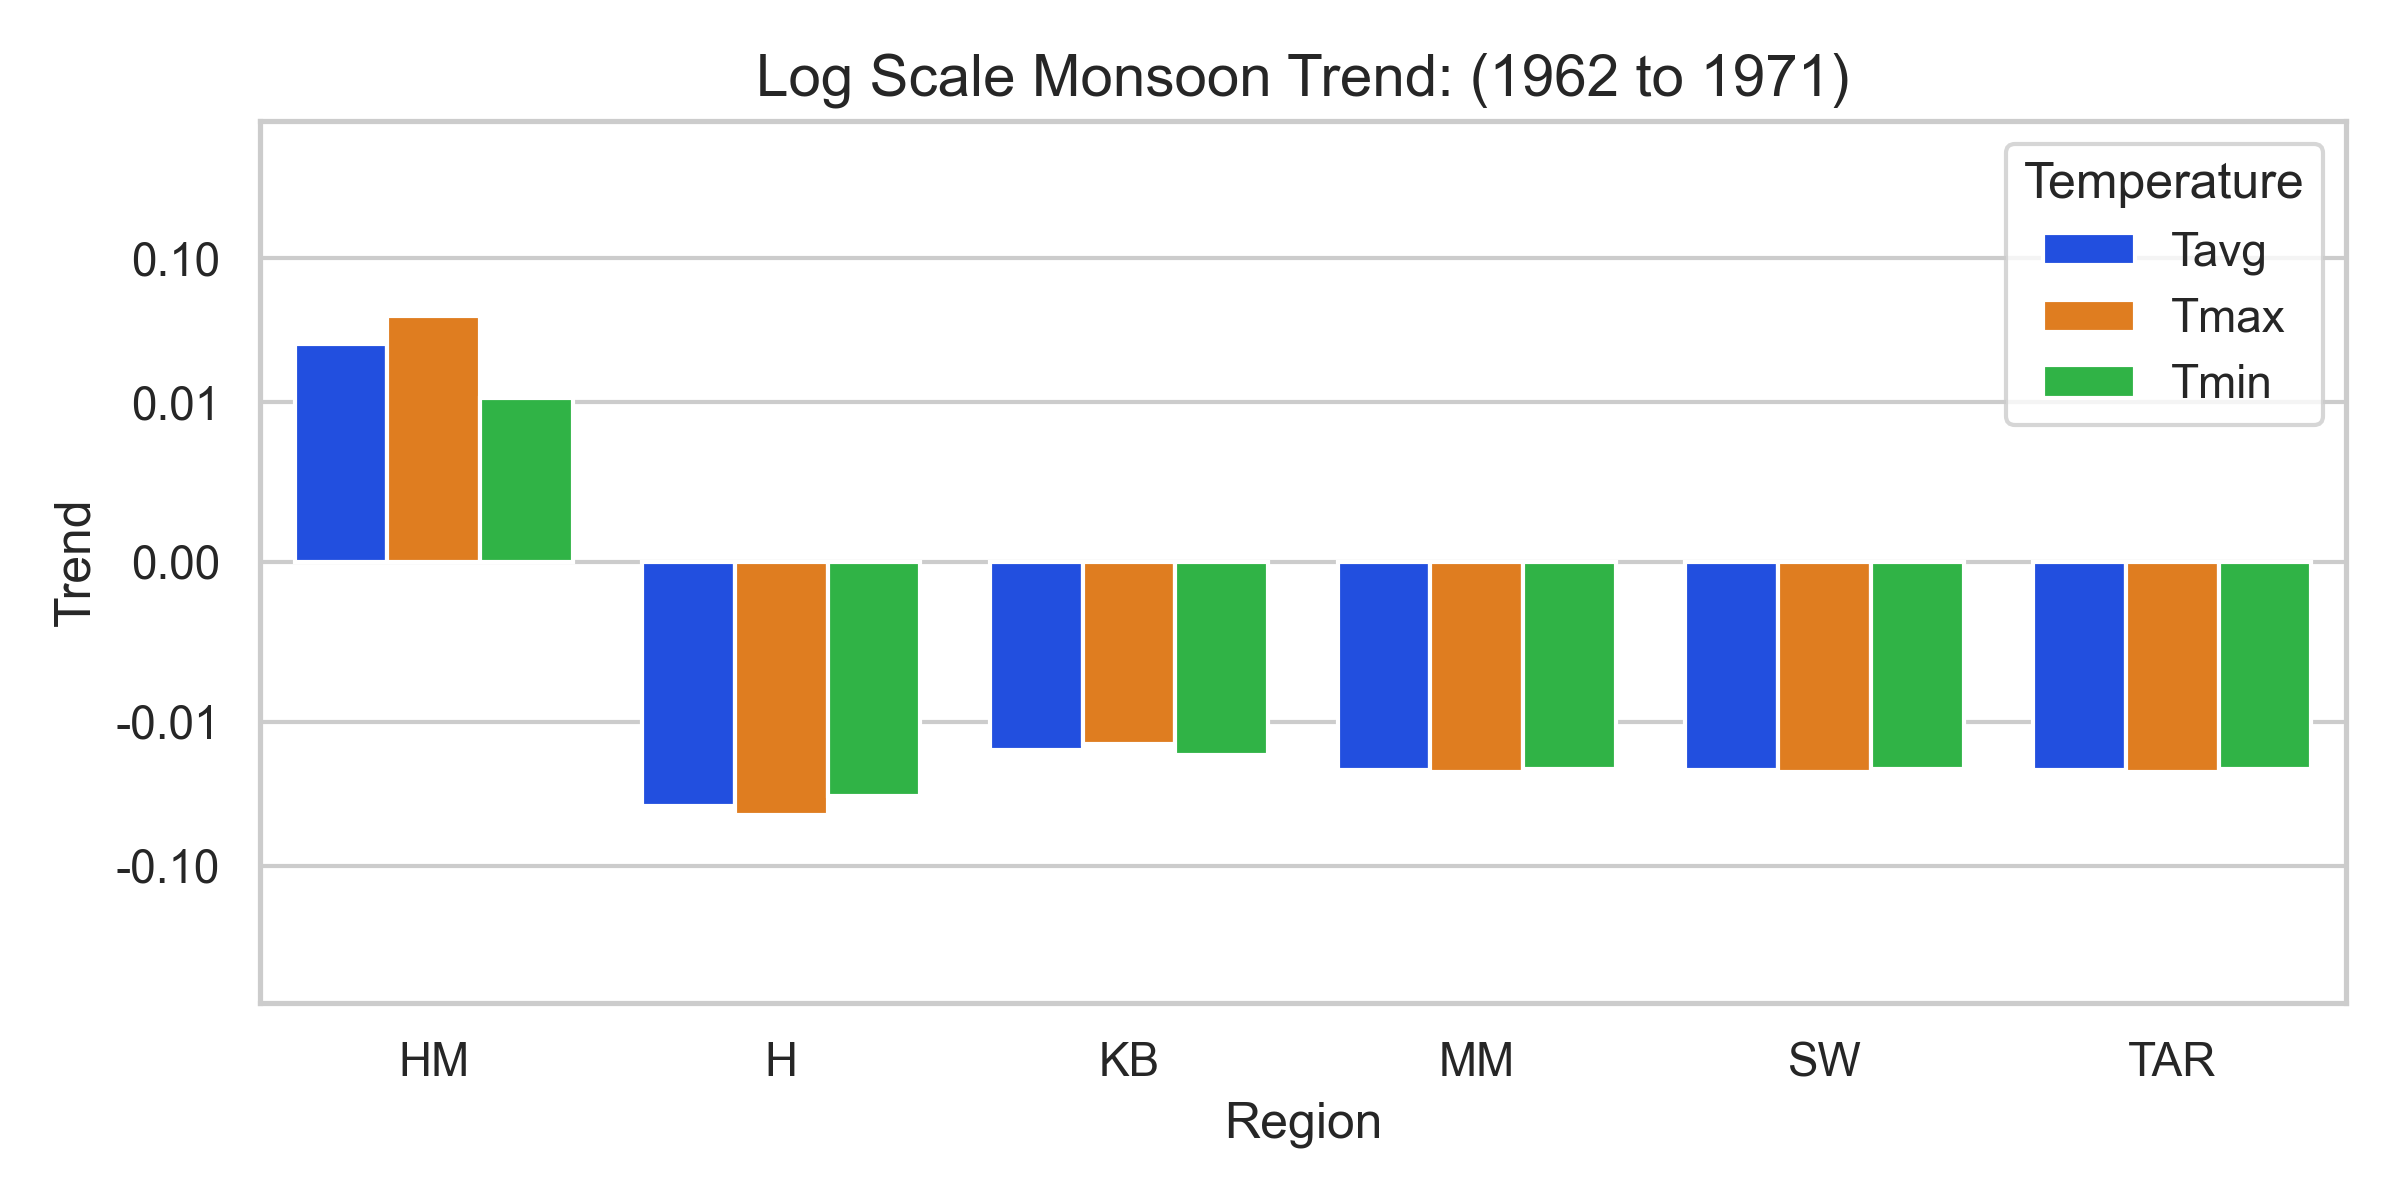 Log Scale Monsoon Trend: (1962 to 1971)
Temperature
Tavg
Tmax
Tmin
0.10
0.01
0.00
-0.01
-0.10
Trend
HM H KB MM SW TAR
Region